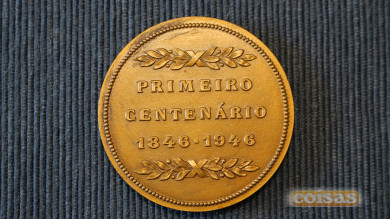 PRIMEIRO
CENTENÁRIO
1846·1946
coisas